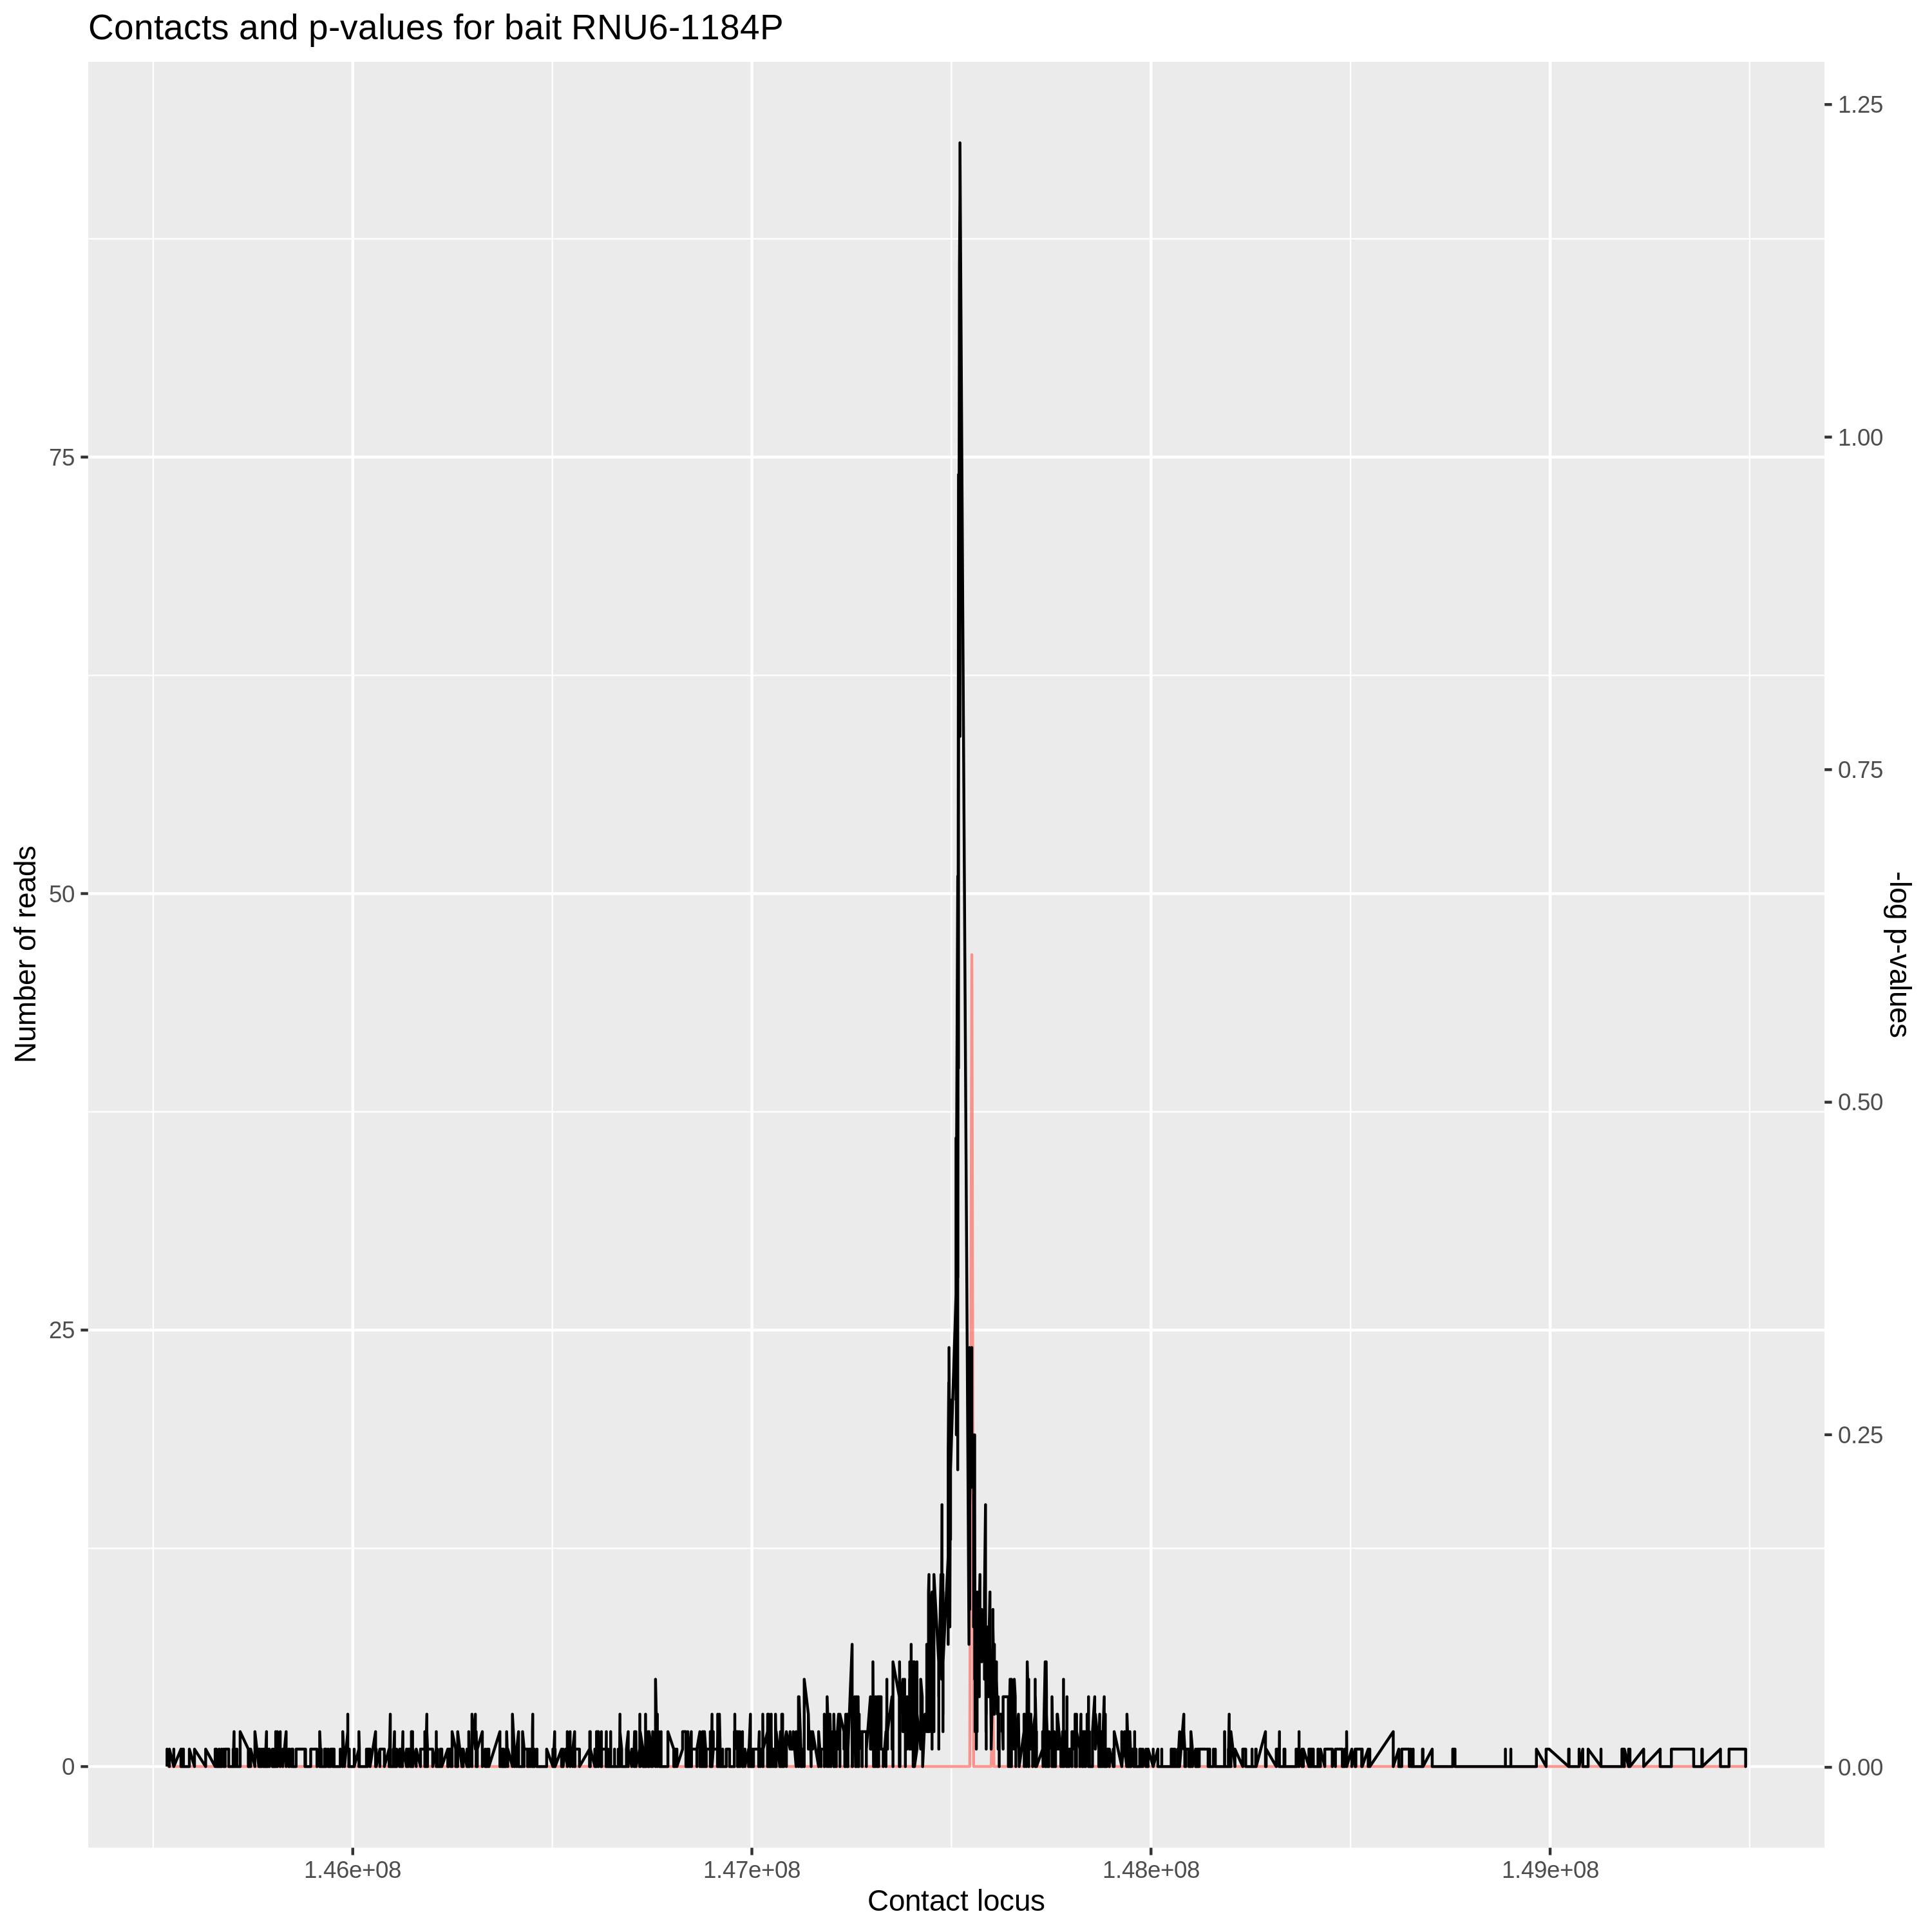 Contacts and p-values for bait RNU6-1184P
Number of reads
75
50
25
0
1.25
1.00
0.75
0.50
0.25
0.00
-log p-values
1.46e+08
1.47e+08
1.48e+08
1.49e+08
Contact locus